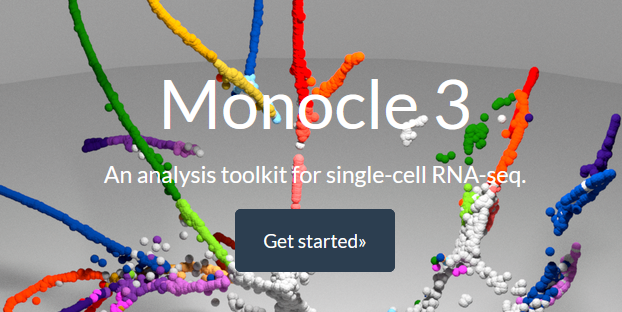 Monocle 3
An analysis toolkit for single-cell RNA-seq.
Get started»